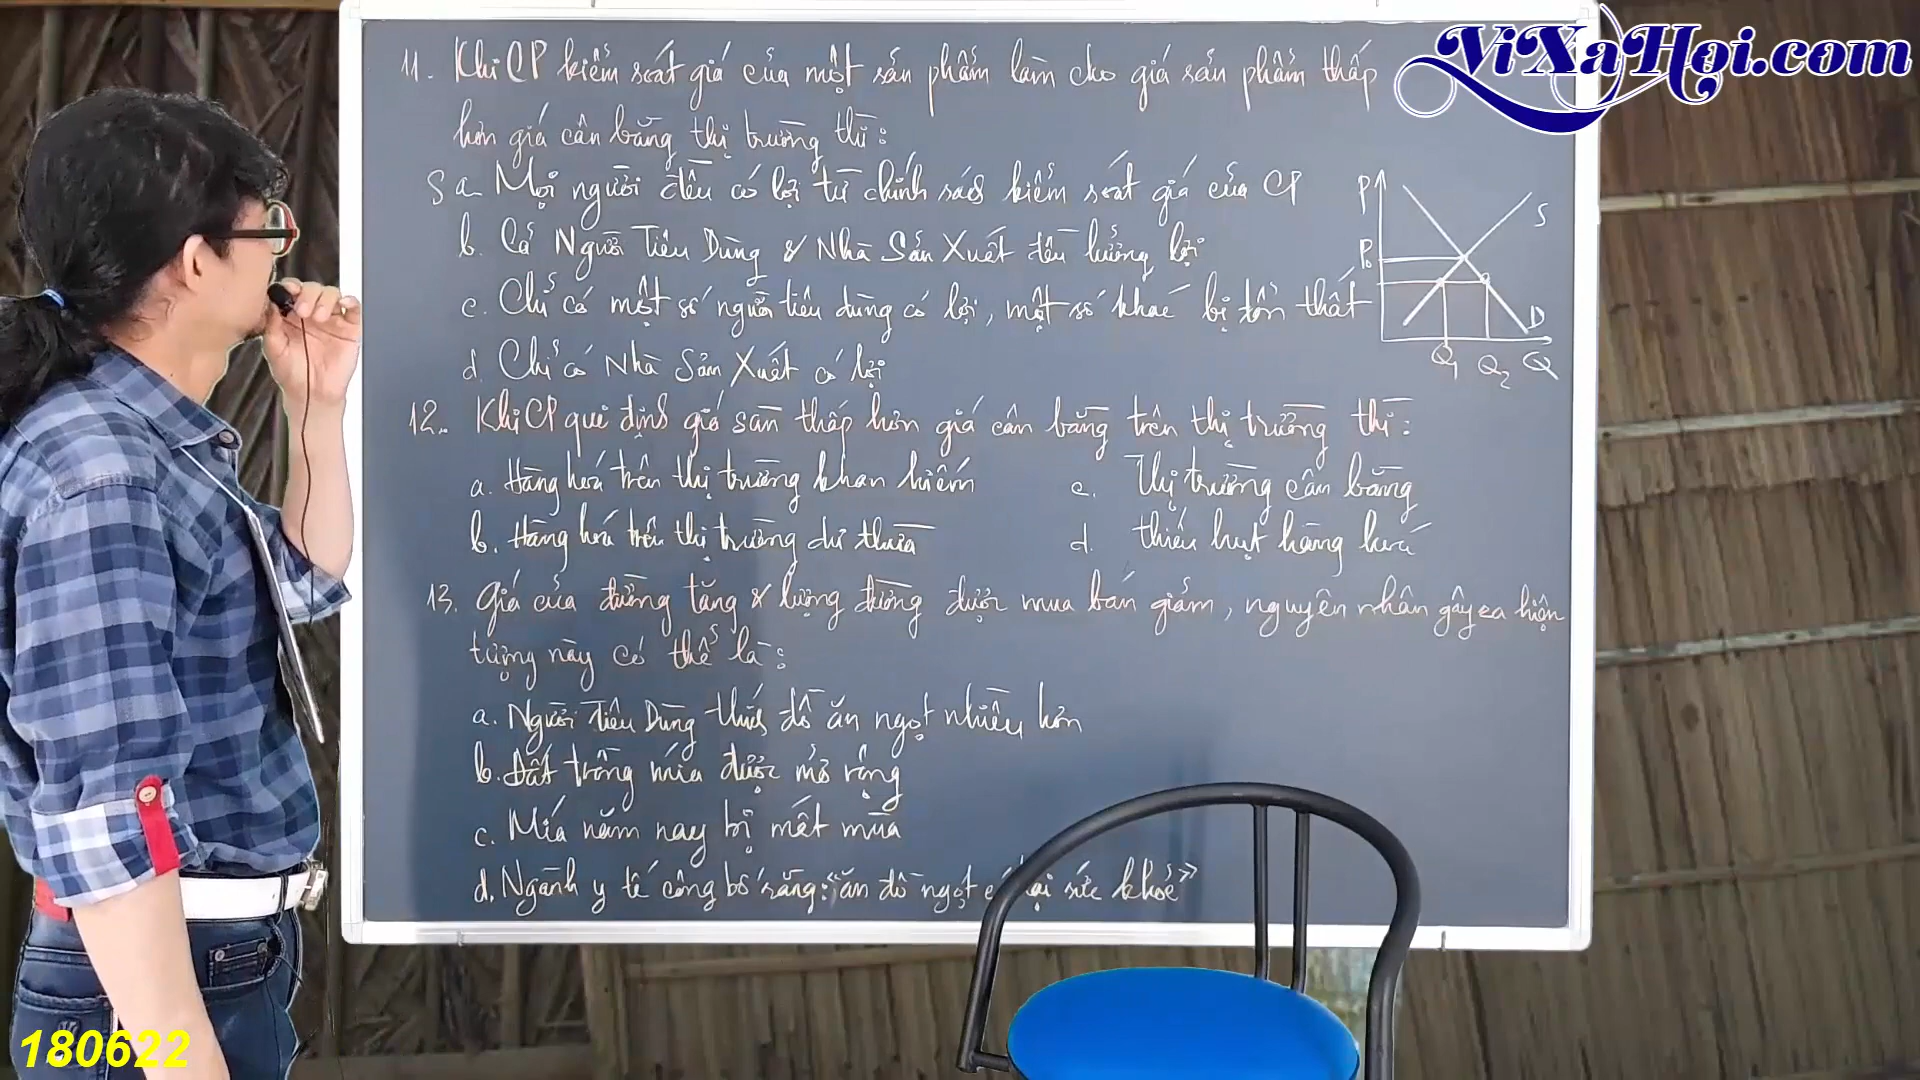 ViXaHoi.com
11. Khi CP kiểm soát giá của một sản phẩm làm cho giá sản phẩm thấp
hơn giá cân bằng thị trường thì:
S a. Mọi người đều có lợi từ chính sách kiểm soát giá của CP
b. Cả Người Tiêu Dùng & Nhà Sản Xuất đều hưởng lợi
c. Chỉ có một số người tiêu dùng có lợi, một số khác bị tổn thất
d. Chỉ có Nhà Sản Xuất có lợi
P
S
P₀
D
Q₁ Q₂ Q
12. Khi CP qui định giá sàn thấp hơn giá cân bằng trên thị trường thì:
a. Hàng hoá trên thị trường khan hiếm
c. Thị trường cân bằng
b. Hàng hoá trên thị trường dư thừa
d. thiếu hụt hàng hoá
13. Giá của đường tăng & lượng đường được mua bán giảm, nguyên nhân gây ra hiện
tượng này có thể là:
a. Người Tiêu Dùng thích đồ ăn ngọt nhiều hơn
b. Đất trồng mía được mở rộng
c. Mía năm nay bị mất mùa
d. Ngành y tế công bố rằng: "ăn đồ ngọt có hại sức khoẻ"
180622